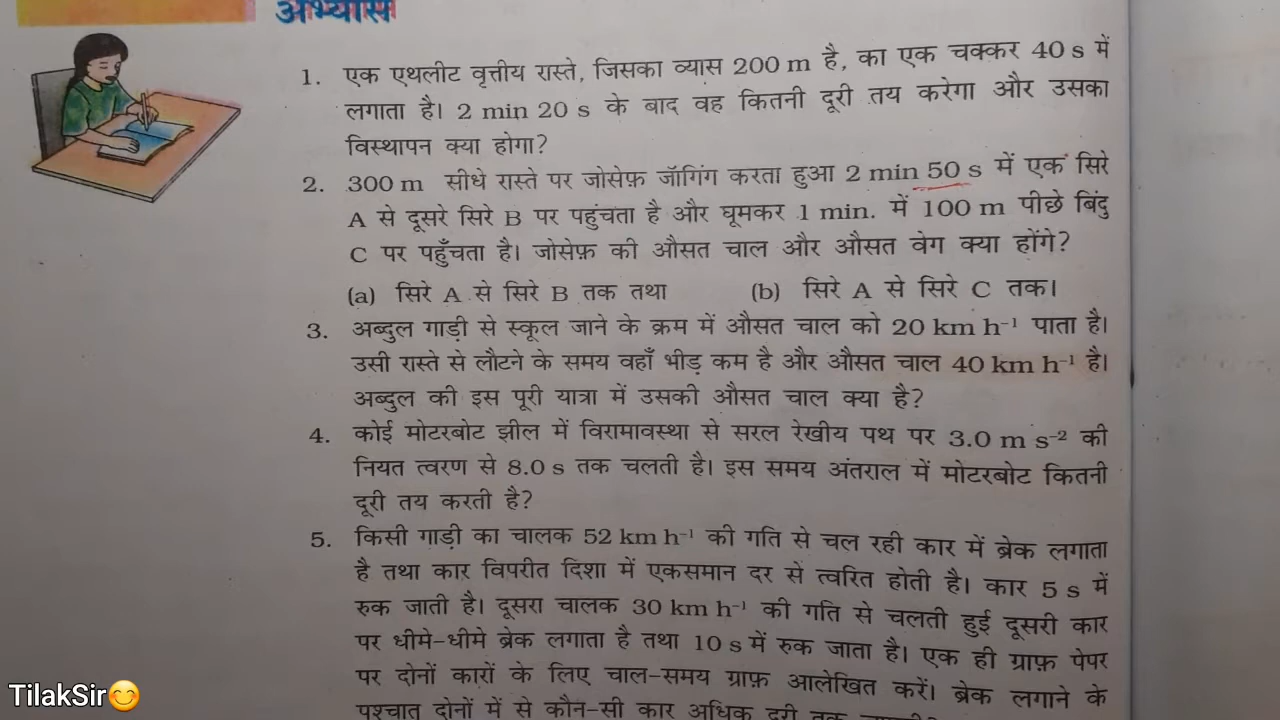 अभ्यास
1. एक एथलीट वृत्तीय रास्ते, जिसका व्यास 200 m है, का एक चक्कर 40 s में
लगाता है। 2 min 20 s के बाद वह कितनी दूरी तय करेगा और उसका
विस्थापन क्या होगा?
2. 300 m सीधे रास्ते पर जोसेफ़ जॉगिंग करता हुआ 2 min 50 s में एक सिरे
A से दूसरे सिरे B पर पहुंचता है और घूमकर 1 min. में 100 m पीछे बिंदु
C पर पहुँचता है। जोसेफ़ की औसत चाल और औसत वेग क्या होंगे?
(a) सिरे A से सिरे B तक तथा (b) सिरे A से सिरे C तक।
3. अब्दुल गाड़ी से स्कूल जाने के क्रम में औसत चाल को 20 km h⁻¹ पाता है।
उसी रास्ते से लौटने के समय वहाँ भीड़ कम है और औसत चाल 40 km h⁻¹ है।
अब्दुल की इस पूरी यात्रा में उसकी औसत चाल क्या है?
4. कोई मोटरबोट झील में विरामावस्था से सरल रेखीय पथ पर 3.0 m s⁻² की
नियत त्वरण से 8.0 s तक चलती है। इस समय अंतराल में मोटरबोट कितनी
दूरी तय करती है?
5. किसी गाड़ी का चालक 52 km h⁻¹ की गति से चल रही कार में ब्रेक लगाता
है तथा कार विपरीत दिशा में एकसमान दर से त्वरित होती है। कार 5 s में
रुक जाती है। दूसरा चालक 30 km h⁻¹ की गति से चलती हुई दूसरी कार
पर धीमे-धीमे ब्रेक लगाता है तथा 10 s में रुक जाता है। एक ही ग्राफ़ पेपर
पर दोनों कारों के लिए चाल-समय ग्राफ़ आलेखित करें। ब्रेक लगाने के
पश्चात दोनों में से कौन-सी कार अधिक दूरी तक
TilakSir😊